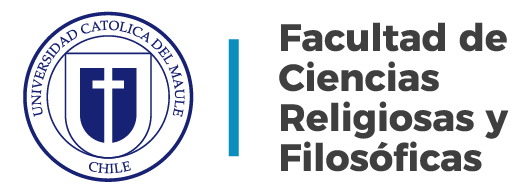 UNIVERSIDAD CATOLICA DEL MAULE
CHILE
Facultad de
Ciencias
Religiosas y
Filosóficas